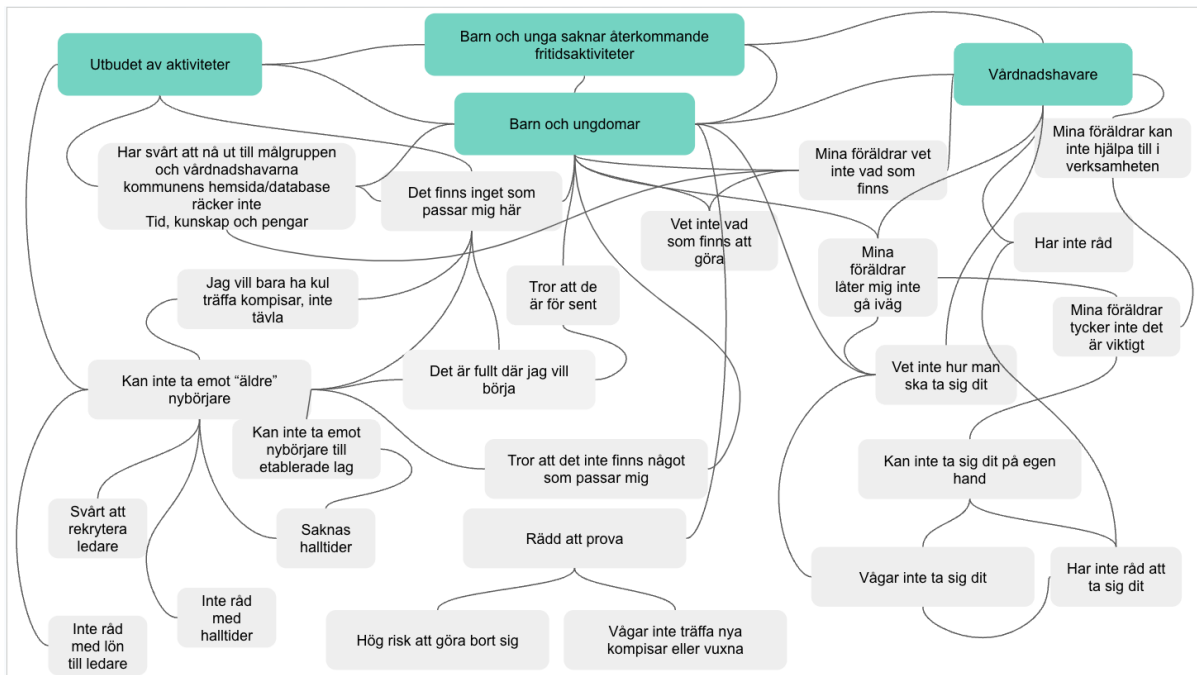 Barn och unga saknar återkommande
fritidsaktiviteter
Utbudet av aktiviteter
Vårdnadshavare
Barn och ungdomar
Har svårt att nå ut till målgruppen
och vårdnadshavarna
kommunens hemsida/database
räcker inte
Tid, kunskap och pengar
Det finns inget som
passar mig här
Mina föräldrar vet
inte vad som
finns
Mina föräldrar kan
inte hjälpa till i
verksamheten
Vet inte vad
som finns att
göra
Har inte råd
Mina
föräldrar
låter mig inte
gå iväg
Jag vill bara ha kul
träffa kompisar, inte
tävla
Tror att de
är för sent
Mina föräldrar
tycker inte det
är viktigt
Kan inte ta emot “äldre”
nybörjare
Det är fullt där jag vill
börja
Vet inte hur man
ska ta sig dit
Kan inte ta emot
nybörjare till
etablerade lag
Tror att det inte finns något
som passar mig
Kan inte ta sig dit på egen
hand
Svårt att
rekrytera
ledare
Saknas
halltider
Rädd att prova
Vågar inte ta sig dit
Har inte råd att
ta sig dit
Inte råd
med lön
till ledare
Inte råd
med
halltider
Hög risk att göra bort sig
Vågar inte träffa nya
kompisar eller vuxna